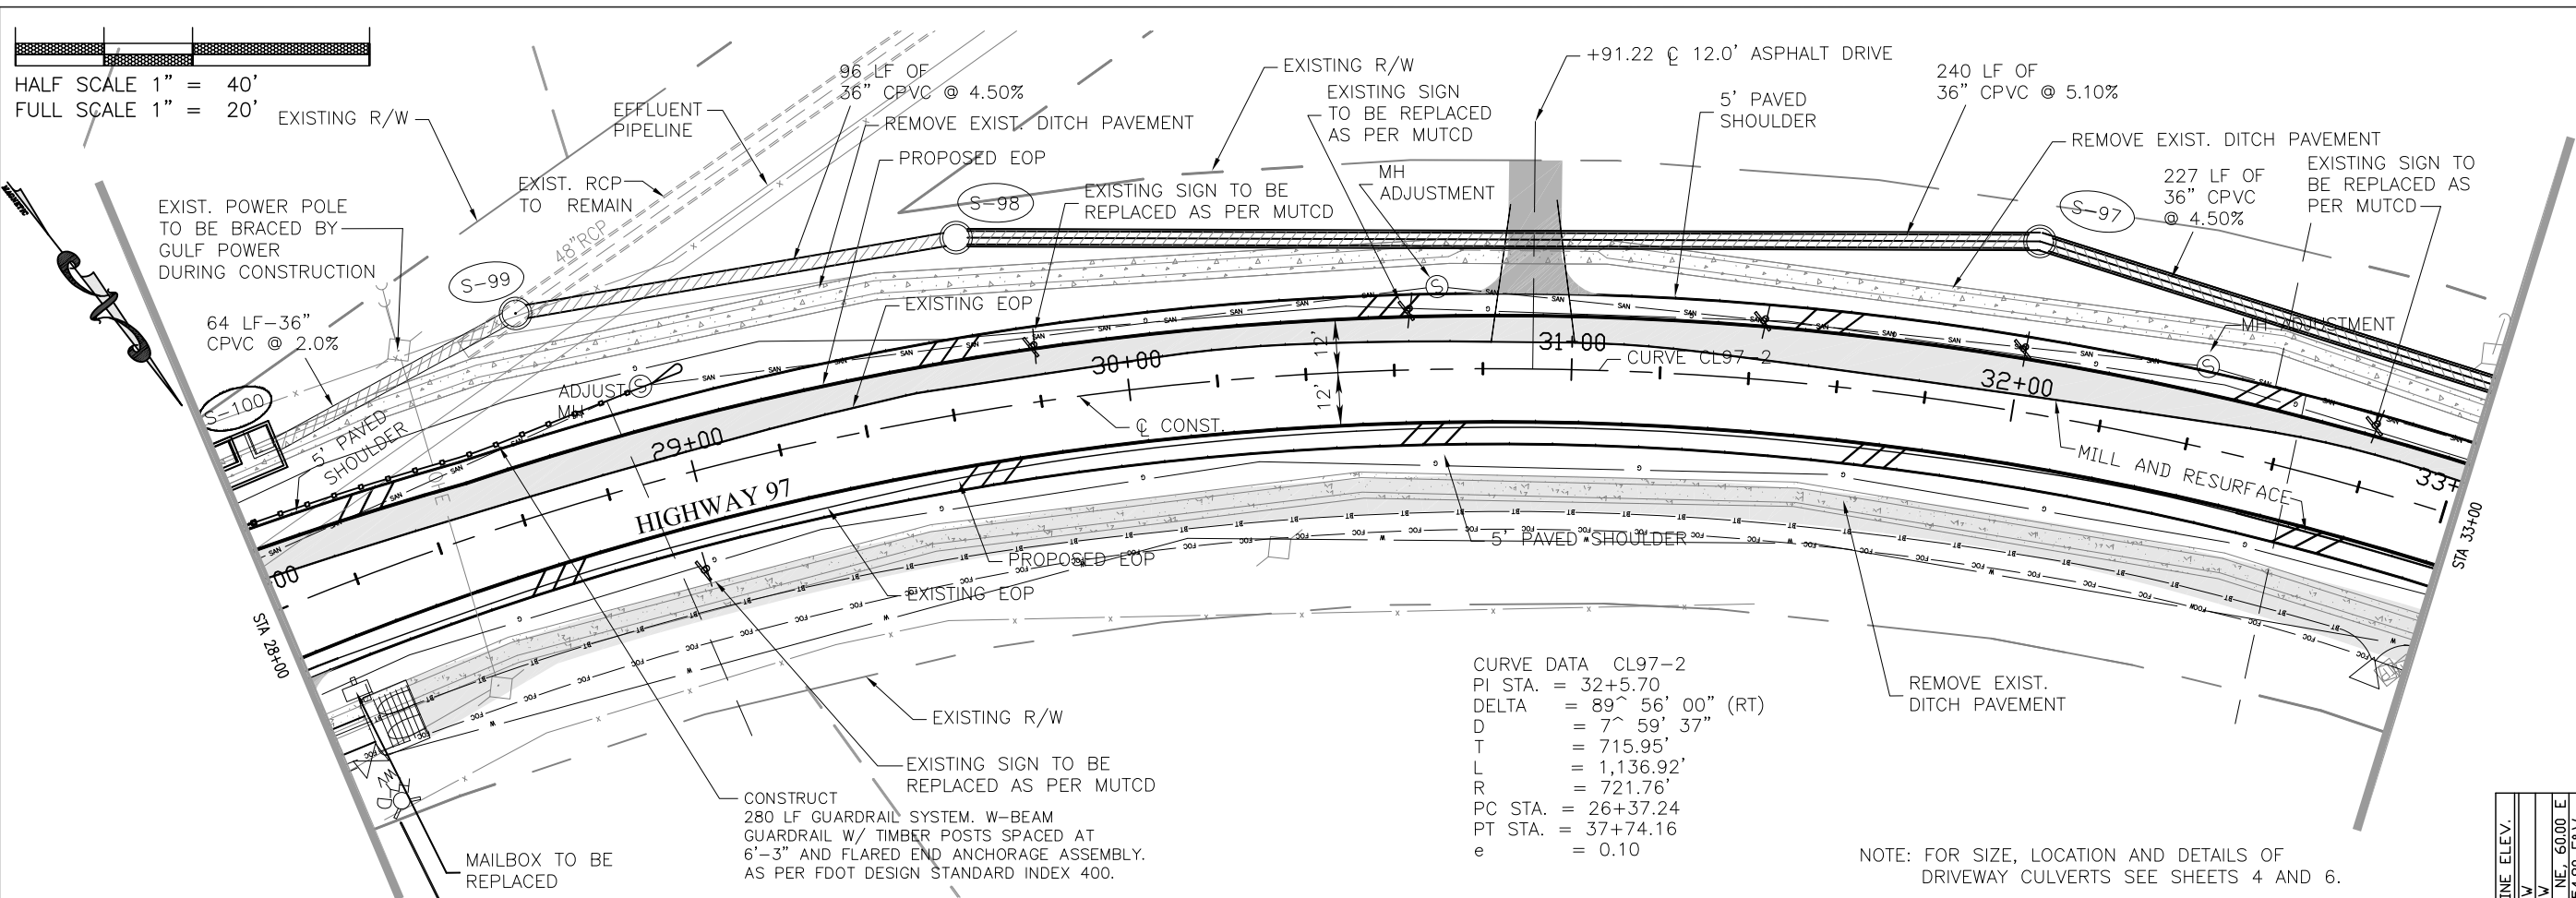 HALF SCALE 1" = 40'
FULL SCALE 1" = 20'
EXISTING R/W
EFFLUENT
PIPELINE
96 LF OF
36" CPVC @ 4.50%
REMOVE EXIST. DITCH PAVEMENT
PROPOSED EOP
EXISTING R/W
EXISTING SIGN
TO BE REPLACED
AS PER MUTCD
+91.22 ℄ 12.0' ASPHALT DRIVE
5' PAVED
SHOULDER
240 LF OF
36" CPVC @ 5.10%
REMOVE EXIST. DITCH PAVEMENT
EXISTING SIGN TO
BE REPLACED AS
PER MUTCD
227 LF OF
36" CPVC
@ 4.50%
S-97
MH
ADJUSTMENT
EXISTING SIGN TO BE
REPLACED AS PER MUTCD
S-98
EXIST. RCP
TO REMAIN
48"RCP
EXIST. POWER POLE
TO BE BRACED BY
GULF POWER
DURING CONSTRUCTION
S-99
64 LF-36"
CPVC @ 2.0%
S-100
5' PAVED
SHOULDER
OHE
ADJUST
MH
EXISTING EOP
MH ADJUSTMENT
29+00
30+00
31+00
32+00
33+
00
12'
12'
CURVE CL97-2
℄ CONST.
HIGHWAY 97
MILL AND RESURFACE
STA 28+00
STA 33+00
PROPOSED EOP
EXISTING EOP
5' PAVED SHOULDER
EXISTING R/W
EXISTING SIGN TO BE
REPLACED AS PER MUTCD
CONSTRUCT
280 LF GUARDRAIL SYSTEM. W-BEAM
GUARDRAIL W/ TIMBER POSTS SPACED AT
6'-3" AND FLARED END ANCHORAGE ASSEMBLY.
AS PER FDOT DESIGN STANDARD INDEX 400.
MAILBOX TO BE
REPLACED
CURVE DATA CL97-2
PI STA. = 32+5.70
DELTA = 89^ 56' 00" (RT)
D = 7^ 59' 37"
T = 715.95'
L = 1,136.92'
R = 721.76'
PC STA. = 26+37.24
PT STA. = 37+74.16
e = 0.10
REMOVE EXIST.
DITCH PAVEMENT
NOTE: FOR SIZE, LOCATION AND DETAILS OF
DRIVEWAY CULVERTS SEE SHEETS 4 AND 6.
INE ELEV.
W
W
NE, 60.00 E